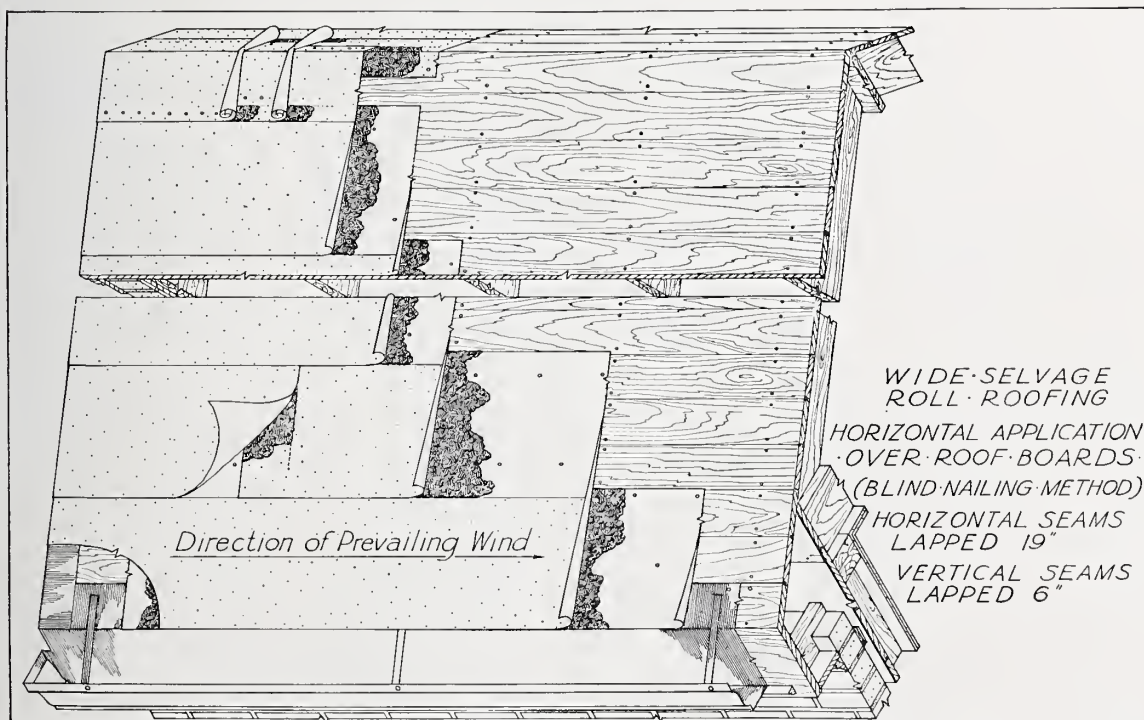 WIDE·SELVAGE
ROLL·ROOFING
HORIZONTAL APPLICATION
·OVER·ROOF·BOARDS·
(BLIND·NAILING·METHOD)
HORIZONTAL SEAMS
LAPPED 19"
VERTICAL SEAMS
LAPPED 6"
Direction of Prevailing Wind